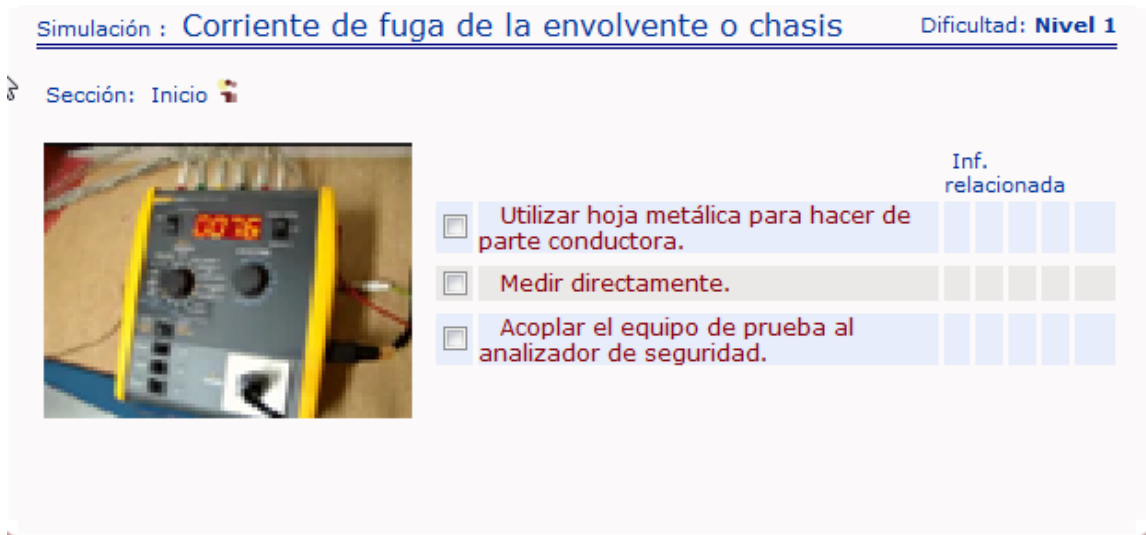 Simulación : Corriente de fuga de la envolvente o chasis Dificultad: Nivel 1
Sección: Inicio
Inf.
relacionada
Utilizar hoja metálica para hacer de
parte conductora.
Medir directamente.
Acoplar el equipo de prueba al
analizador de seguridad.